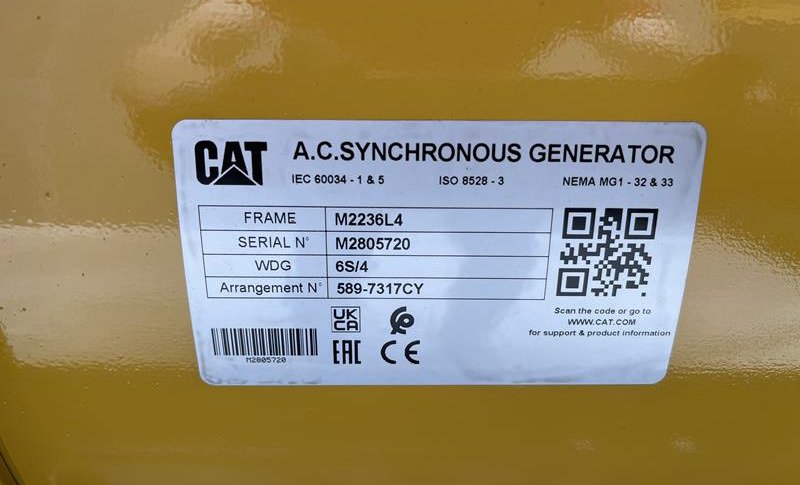 CAT A.C.SYNCHRONOUS GENERATOR
IEC 60034 - 1 & 5 ISO 8528 - 3 NEMA MG1 - 32 & 33
FRAME M2236L4
SERIAL N° M2805720
WDG 6S/4
Arrangement N° 589-7317CY
Scan the code or go to
WWW.CAT.COM
for support & product information
UK
CA
M2805720
EAC CE